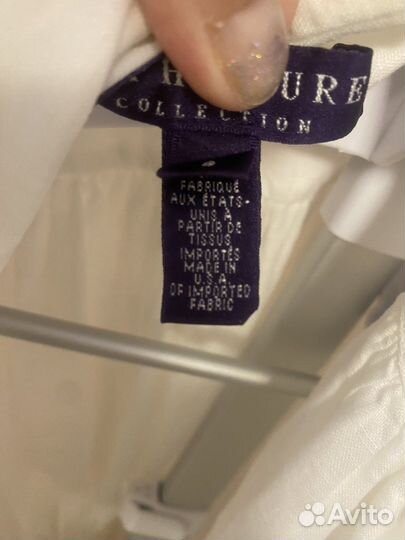 COLLECTION
FABRIQUÉ
AUX ÉTATS-
UNIS À
PARTIR DE
TISSUS
IMPORTÉS
MADE IN
U.S.A
OF IMPORTED
FABRIC
Avito